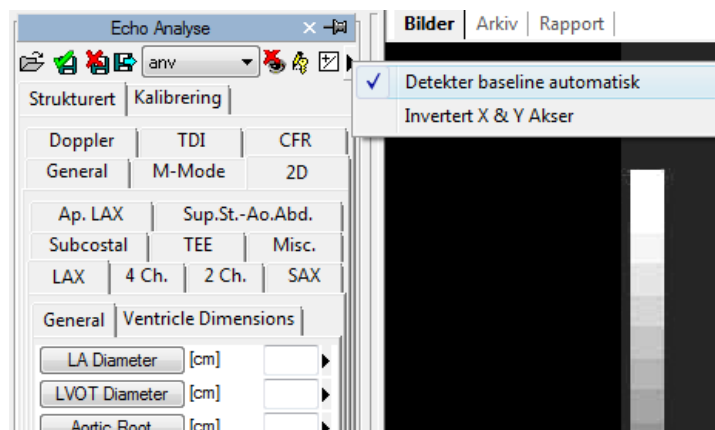 Echo Analyse
Bilder Arkiv Rapport
anv
Detekter baseline automatisk
Invertert X & Y Akser
Strukturert Kalibrering
Doppler TDI CFR
General M-Mode 2D
Ap. LAX Sup.St.-Ao.Abd.
Subcostal TEE Misc.
LAX 4 Ch. 2 Ch. SAX
General Ventricle Dimensions
LA Diameter [cm]
LVOT Diameter [cm]
Aortic Root [cm]